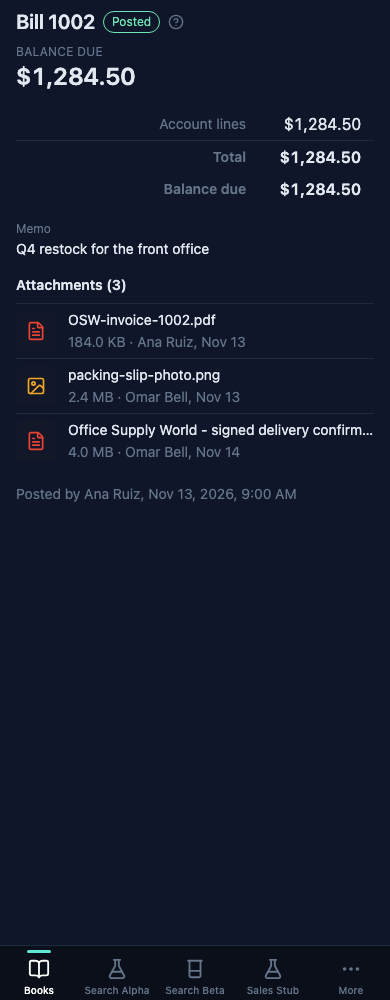 Bill 1002 Posted
BALANCE DUE
$1,284.50
Account lines $1,284.50
Total $1,284.50
Balance due $1,284.50
Memo
Q4 restock for the front office
Attachments (3)
OSW-invoice-1002.pdf
184.0 KB · Ana Ruiz, Nov 13
packing-slip-photo.png
2.4 MB · Omar Bell, Nov 13
Office Supply World - signed delivery confirm...
4.0 MB · Omar Bell, Nov 14
Posted by Ana Ruiz, Nov 13, 2026, 9:00 AM
Books Search Alpha Search Beta Sales Stub More